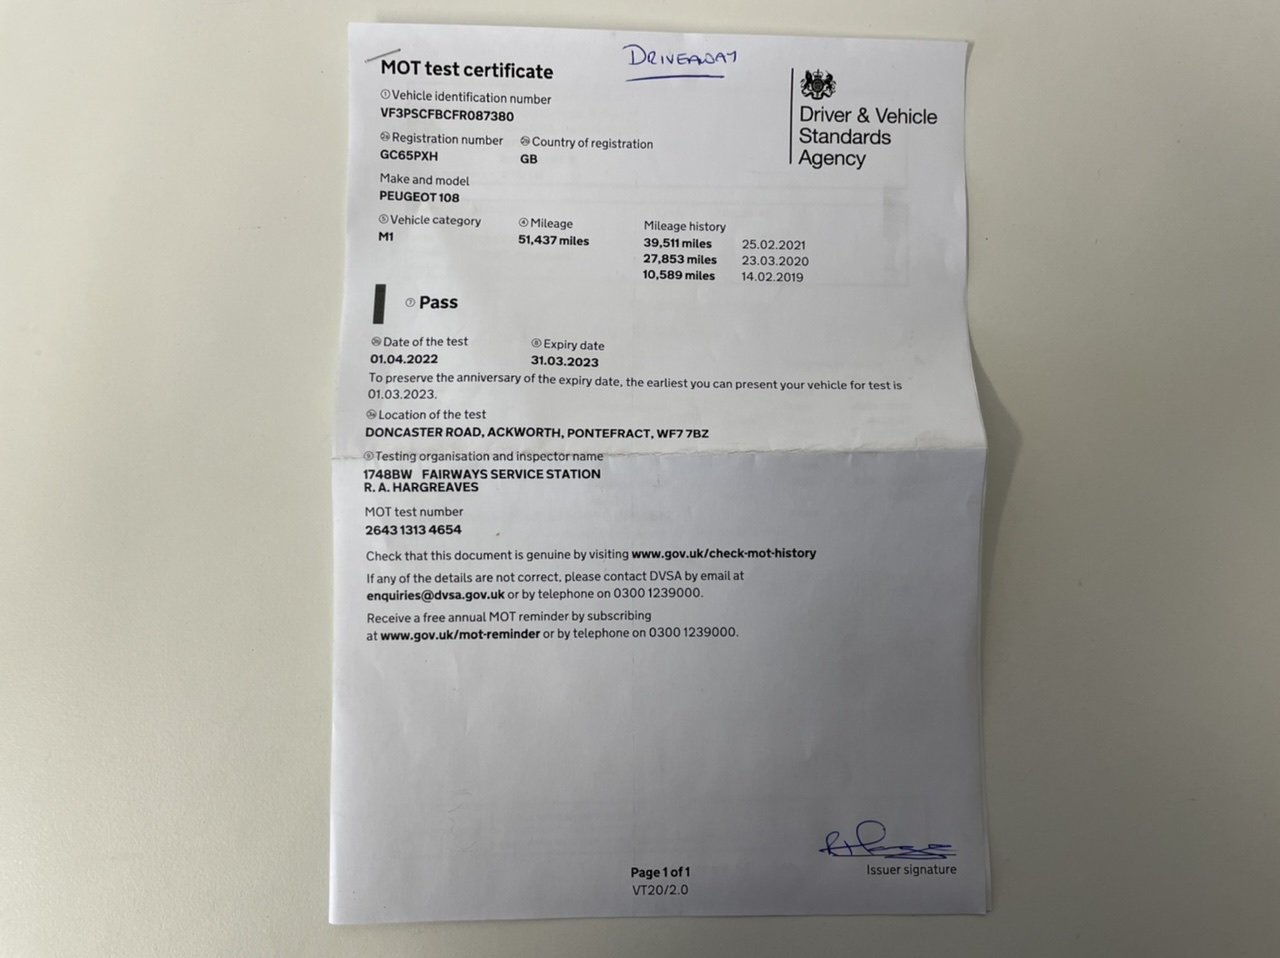 DRIVEAWAY
MOT test certificate
Driver & Vehicle
Standards
Agency
① Vehicle identification number
VF3PSCFBCFR087380
Registration number Country of registration
GC65PXH GB
Make and model
PEUGEOT 108
⑤ Vehicle category ④ Mileage Mileage history
M1 51,437 miles 39,511 miles 25.02.2021
27,853 miles 23.03.2020
10,589 miles 14.02.2019
⑦ Pass
Date of the test ⑧ Expiry date
01.04.2022 31.03.2023
To preserve the anniversary of the expiry date, the earliest you can present your vehicle for test is
01.03.2023.
Location of the test
DONCASTER ROAD, ACKWORTH, PONTEFRACT, WF7 7BZ
⑨ Testing organisation and inspector name
1748BW FAIRWAYS SERVICE STATION
R. A. HARGREAVES
MOT test number
2643 1313 4654
Check that this document is genuine by visiting www.gov.uk/check-mot-history
If any of the details are not correct, please contact DVSA by email at
enquiries@dvsa.gov.uk or by telephone on 0300 1239000.
Receive a free annual MOT reminder by subscribing
at www.gov.uk/mot-reminder or by telephone on 0300 1239000.
Issuer signature
Page 1 of 1
VT20/2.0